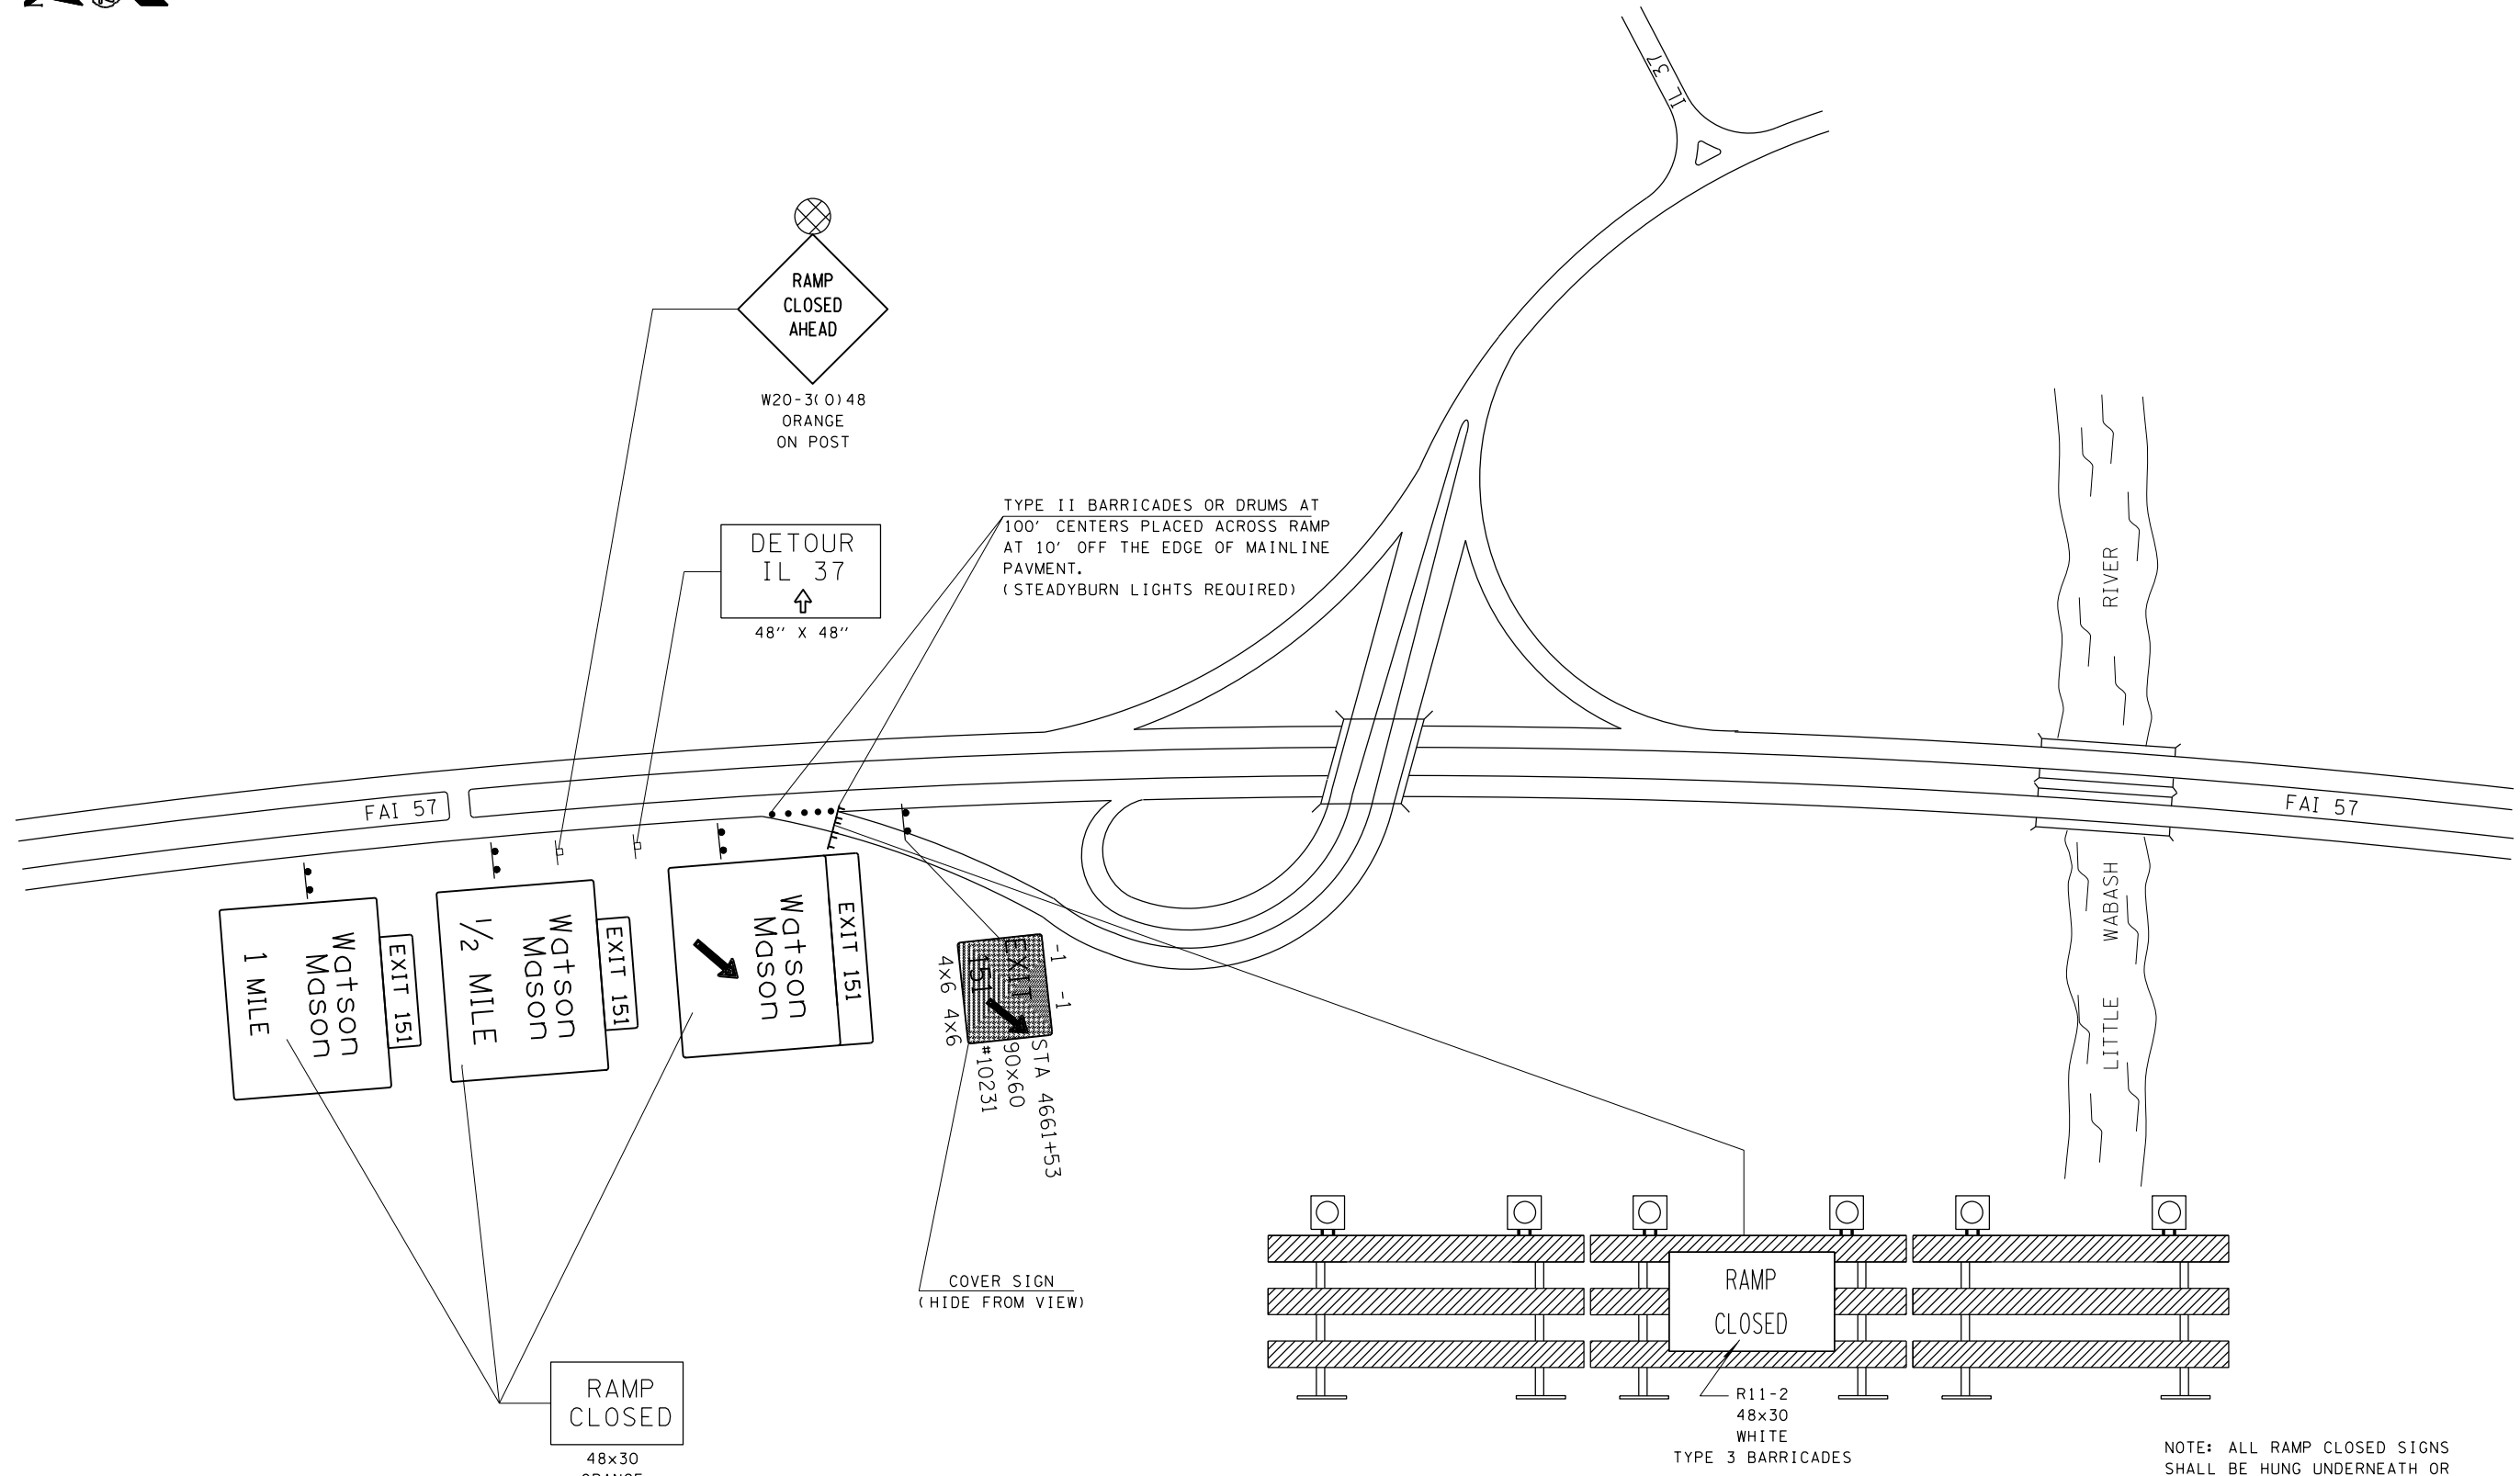 IL 37
RAMP
CLOSED
AHEAD
W20-3(O)48
ORANGE
ON POST
TYPE II BARRICADES OR DRUMS AT
100' CENTERS PLACED ACROSS RAMP
AT 10' OFF THE EDGE OF MAINLINE
PAVMENT.
(STEADYBURN LIGHTS REQUIRED)
DETOUR
IL 37
48" X 48"
RIVER
FAI 57
FAI 57
LITTLE WABASH
EXIT 151
Watson
Mason
1 MILE
EXIT 151
Watson
Mason
1/2 MILE
EXIT 151
Watson
Mason
EXIT
151
-1 -1
4x6 4x6
STA 4661+53
90x60
#10231
COVER SIGN
(HIDE FROM VIEW)
RAMP
CLOSED
48x30
ORANGE
RAMP
CLOSED
R11-2
48x30
WHITE
TYPE 3 BARRICADES
NOTE: ALL RAMP CLOSED SIGNS
SHALL BE HUNG UNDERNEATH OR